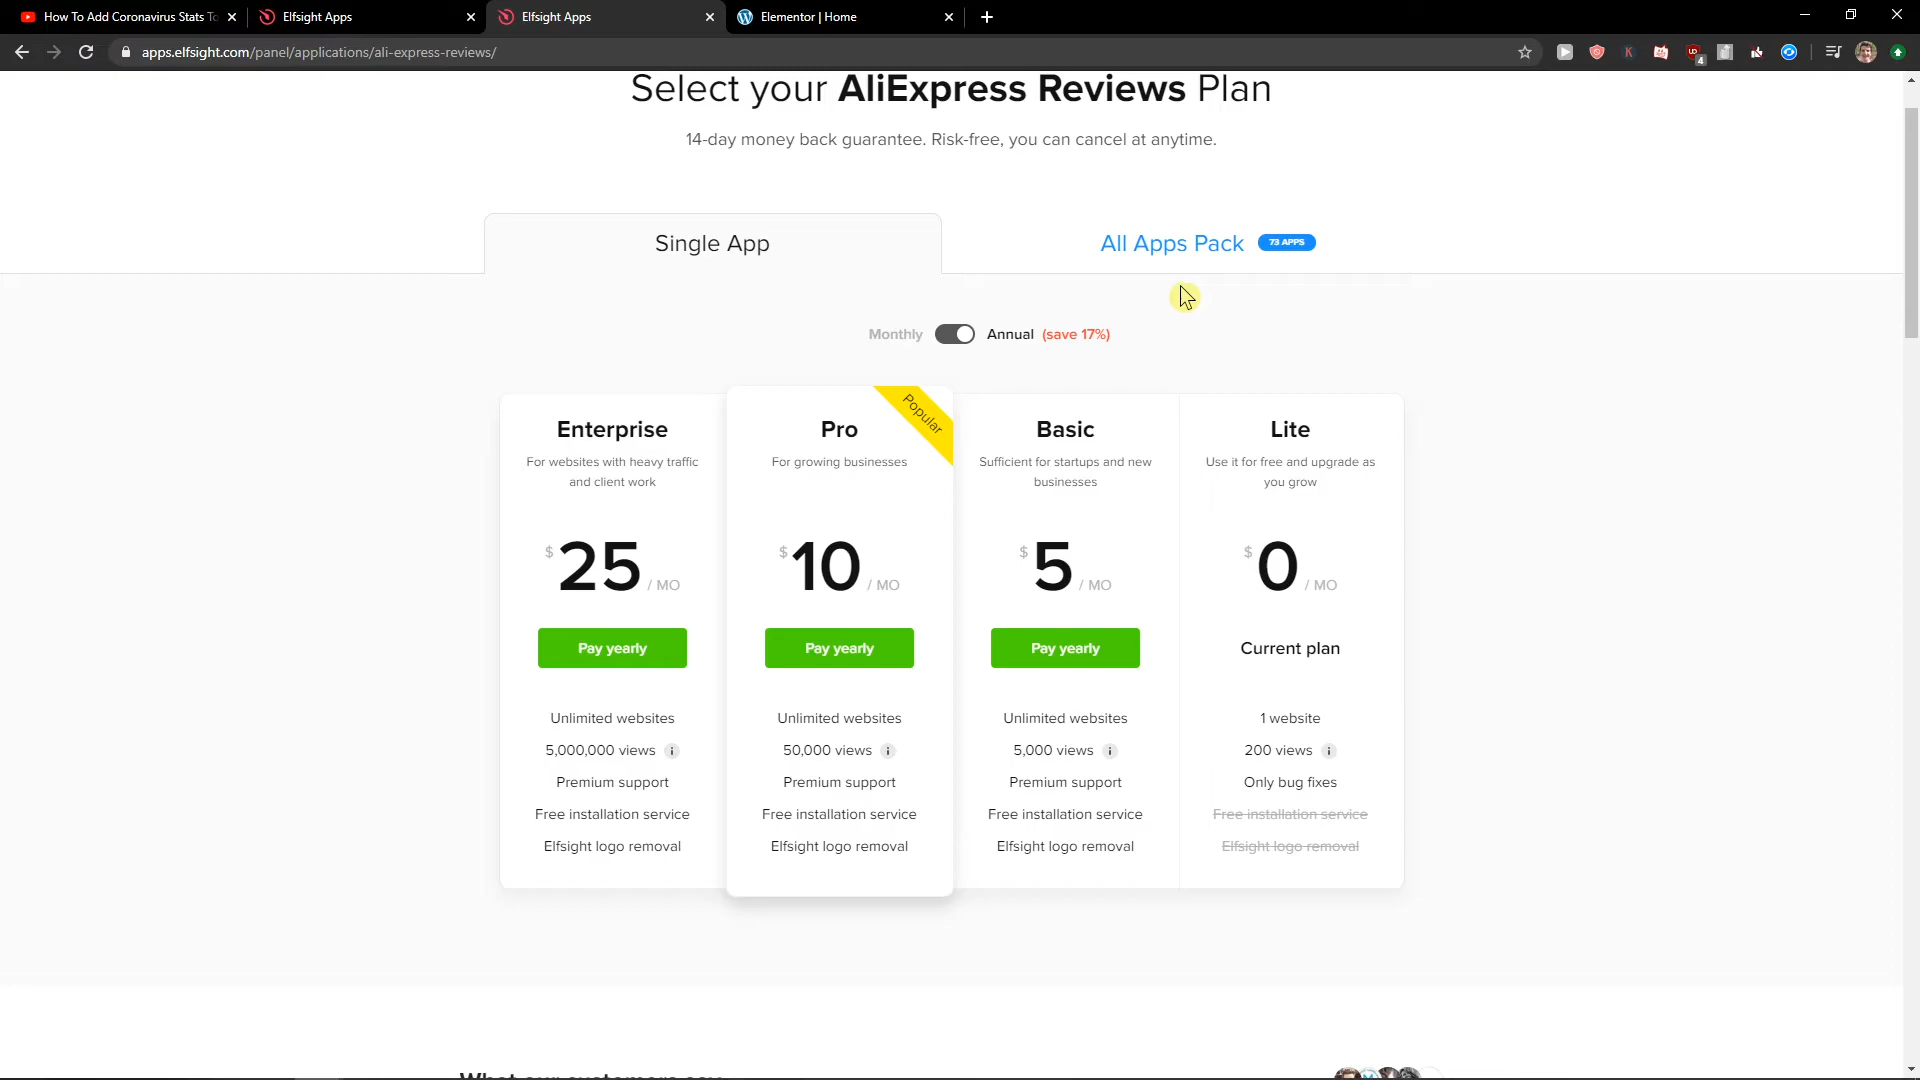 How To Add Coronavirus Stats To
Elfsight Apps
Elfsight Apps
Elementor | Home
apps.elfsight.com/panel/applications/ali-express-reviews/
Select your AliExpress Reviews Plan
14-day money back guarantee. Risk-free, you can cancel at anytime.
Single App
All Apps Pack 73 APPS
Monthly Annual (save 17%)
Popular
Enterprise
For websites with heavy traffic
and client work
$ 25 / MO
Pay yearly
Unlimited websites
5,000,000 views
Premium support
Free installation service
Elfsight logo removal
Pro
For growing businesses
$ 10 / MO
Pay yearly
Unlimited websites
50,000 views
Premium support
Free installation service
Elfsight logo removal
Basic
Sufficient for startups and new
businesses
$ 5 / MO
Pay yearly
Unlimited websites
5,000 views
Premium support
Free installation service
Elfsight logo removal
Lite
Use it for free and upgrade as
you grow
$ 0 / MO
Current plan
1 website
200 views
Only bug fixes
Free installation service
Elfsight logo removal
What our customers say